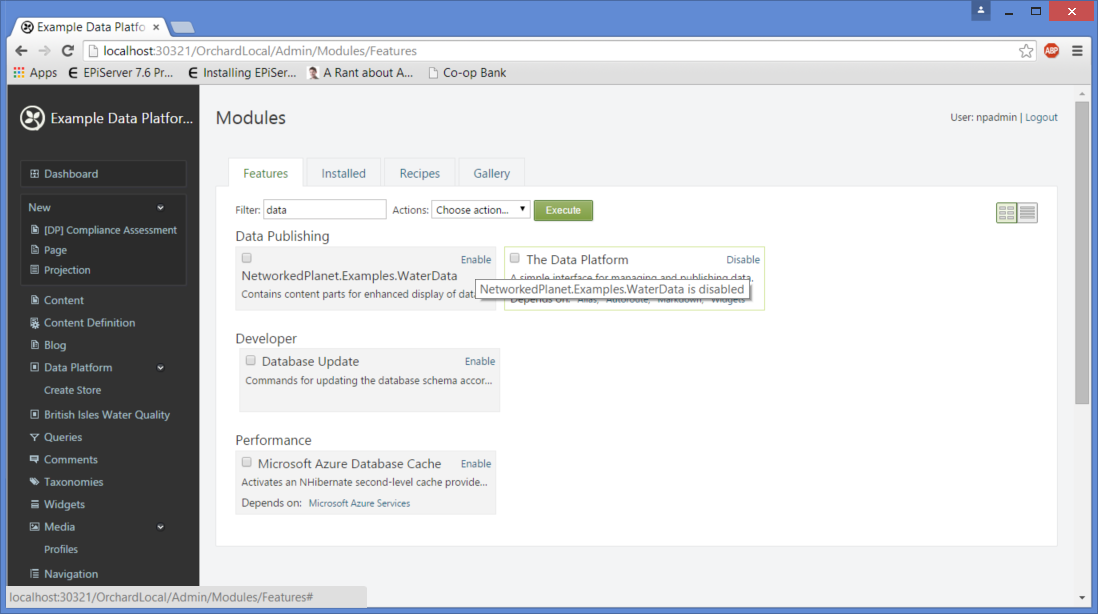 Example Data Platfo
localhost:30321/OrchardLocal/Admin/Modules/Features
ABP
Apps
EPiServer 7.6 Pr...
Installing EPiSer...
A Rant about A...
Co-op Bank
Example Data Platfor...
Dashboard
New
[DP] Compliance Assessment
Page
Projection
Content
Content Definition
Blog
Data Platform
Create Store
British Isles Water Quality
Queries
Comments
Taxonomies
Widgets
Media
Profiles
Navigation
Modules
User: npadmin | Logout
Features
Installed
Recipes
Gallery
Filter: data
Actions: Choose action...
Execute
Data Publishing
Enable
NetworkedPlanet.Examples.WaterData
Contains content parts for enhanced display of dat
The Data Platform
Disable
A simple interface for managing and publishing data.
NetworkedPlanet.Examples.WaterData is disabled
Depends on: Alias, Autoroute, Markdown, Widgets
Developer
Database Update
Enable
Commands for updating the database schema accor...
Performance
Microsoft Azure Database Cache
Enable
Activates an NHibernate second-level cache provide...
Depends on: Microsoft Azure Services
localhost:30321/OrchardLocal/Admin/Modules/Features#